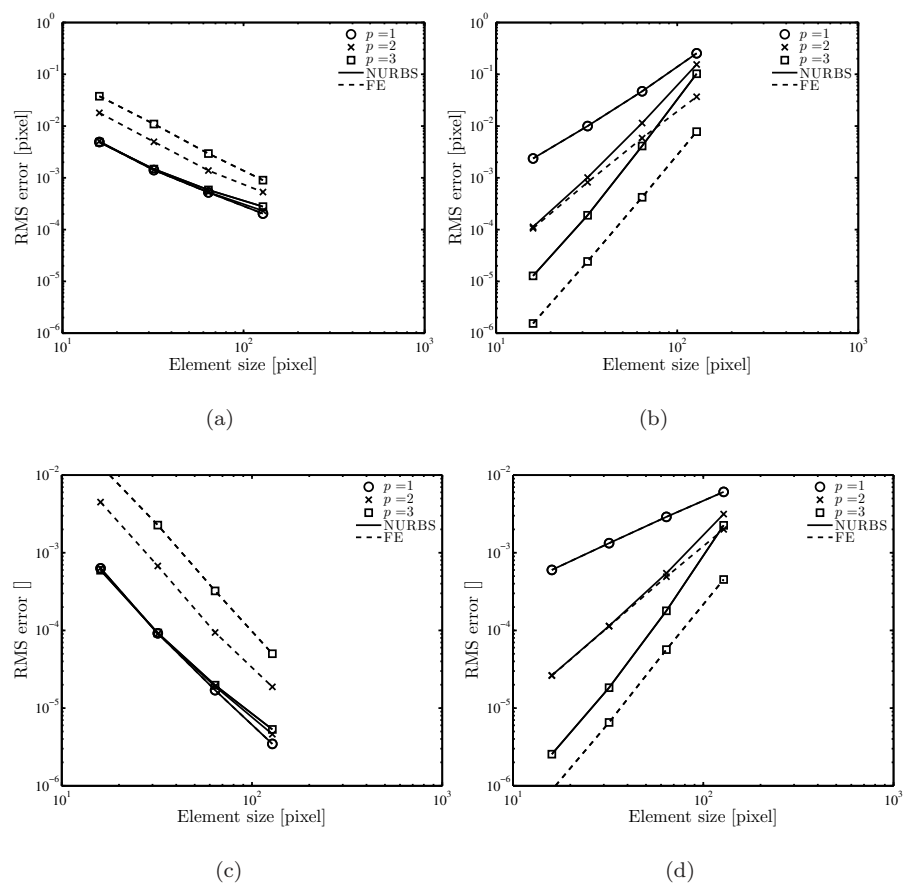 10^0
10^-1
10^-2
10^-3
10^-4
10^-5
10^-6
RMS error [pixel]
10^1
10^2
10^3
Element size [pixel]
p =1
p =2
p =3
NURBS
FE
(a)
10^0
10^-1
10^-2
10^-3
10^-4
10^-5
10^-6
RMS error [pixel]
10^1
10^2
10^3
Element size [pixel]
p =1
p =2
p =3
NURBS
FE
(b)
10^-2
10^-3
10^-4
10^-5
10^-6
RMS error []
10^1
10^2
10^3
Element size [pixel]
p =1
p =2
p =3
NURBS
FE
(c)
10^-2
10^-3
10^-4
10^-5
10^-6
RMS error []
10^1
10^2
10^3
Element size [pixel]
p =1
p =2
p =3
NURBS
FE
(d)